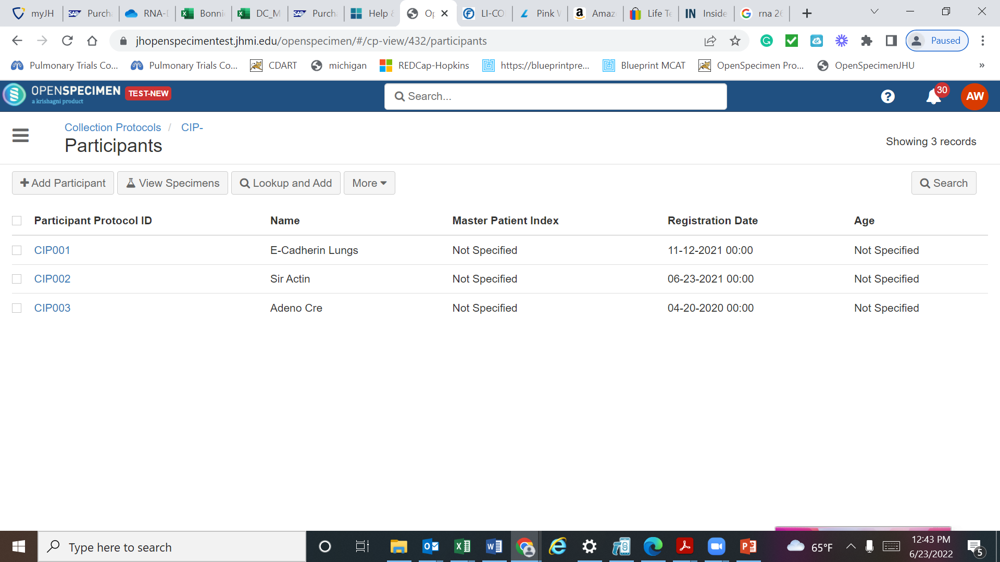 myJH Purcha RNA- Bonni DC_M Purcha Help & Op LI-CO Pink Amaz Life Te Inside rna 26
jhopenspecimentest.jhmi.edu/openspecimen/#/cp-view/432/participants Paused
Pulmonary Trials Co... Pulmonary Trials Co... CDART michigan REDCap-Hopkins https://blueprintpre... Blueprint MCAT OpenSpecimen Pro... OpenSpecimenJHU »
OPENSPECIMEN TEST-NEW Search... ? 30 AW
a krishagni product
Collection Protocols / CIP-
Participants
Showing 3 records
Add Participant View Specimens Lookup and Add More Search
Participant Protocol ID Name Master Patient Index Registration Date Age
CIP001 E-Cadherin Lungs Not Specified 11-12-2021 00:00 Not Specified
CIP002 Sir Actin Not Specified 06-23-2021 00:00 Not Specified
CIP003 Adeno Cre Not Specified 04-20-2020 00:00 Not Specified
Type here to search 65°F 12:43 PM
6/23/2022 5